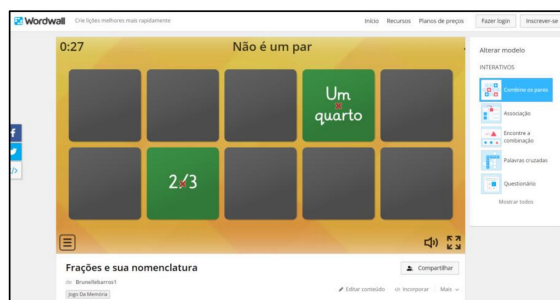 Wordwall Crie lições melhores mais rapidamente Início Recursos Planos de preços Fazer login Inscrever-se
0:27 Não é um par
Alterar modelo
INTERATIVOS
Combine os pares
Associação
Encontre a
combinação
Palavras cruzadas
Questionário
Mostrar todos
Um
quarto
2/3
Frações e sua nomenclatura
Compartilhar
de Brunellebarros1
Jogo Da Memória
Editar conteúdo Incorporar Mais